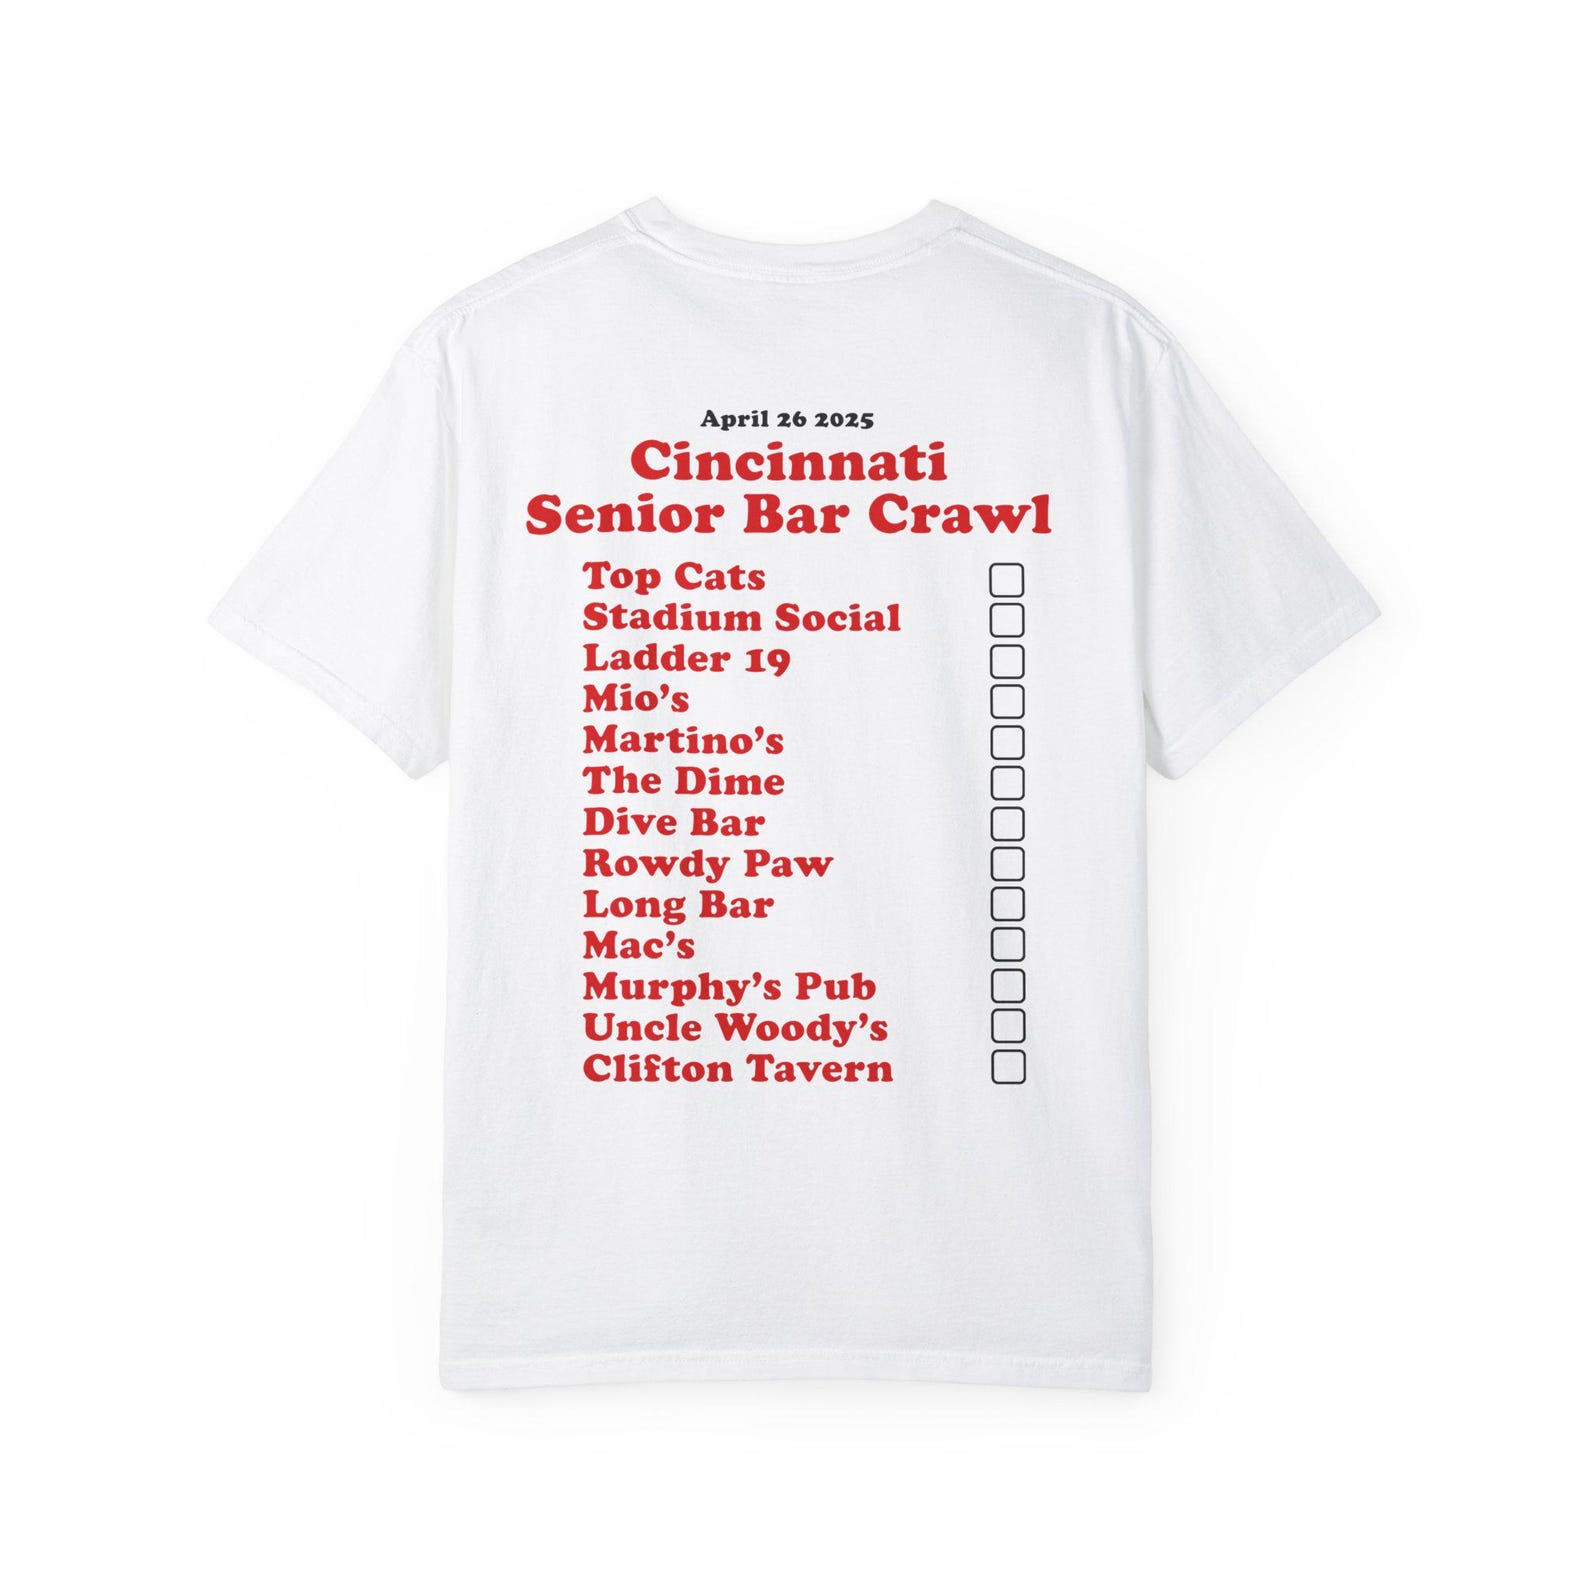 April 26 2025
Cincinnati
Senior Bar Crawl
Top Cats
Stadium Social
Ladder 19
Mio’s
Martino’s
The Dime
Dive Bar
Rowdy Paw
Long Bar
Mac’s
Murphy’s Pub
Uncle Woody’s
Clifton Tavern